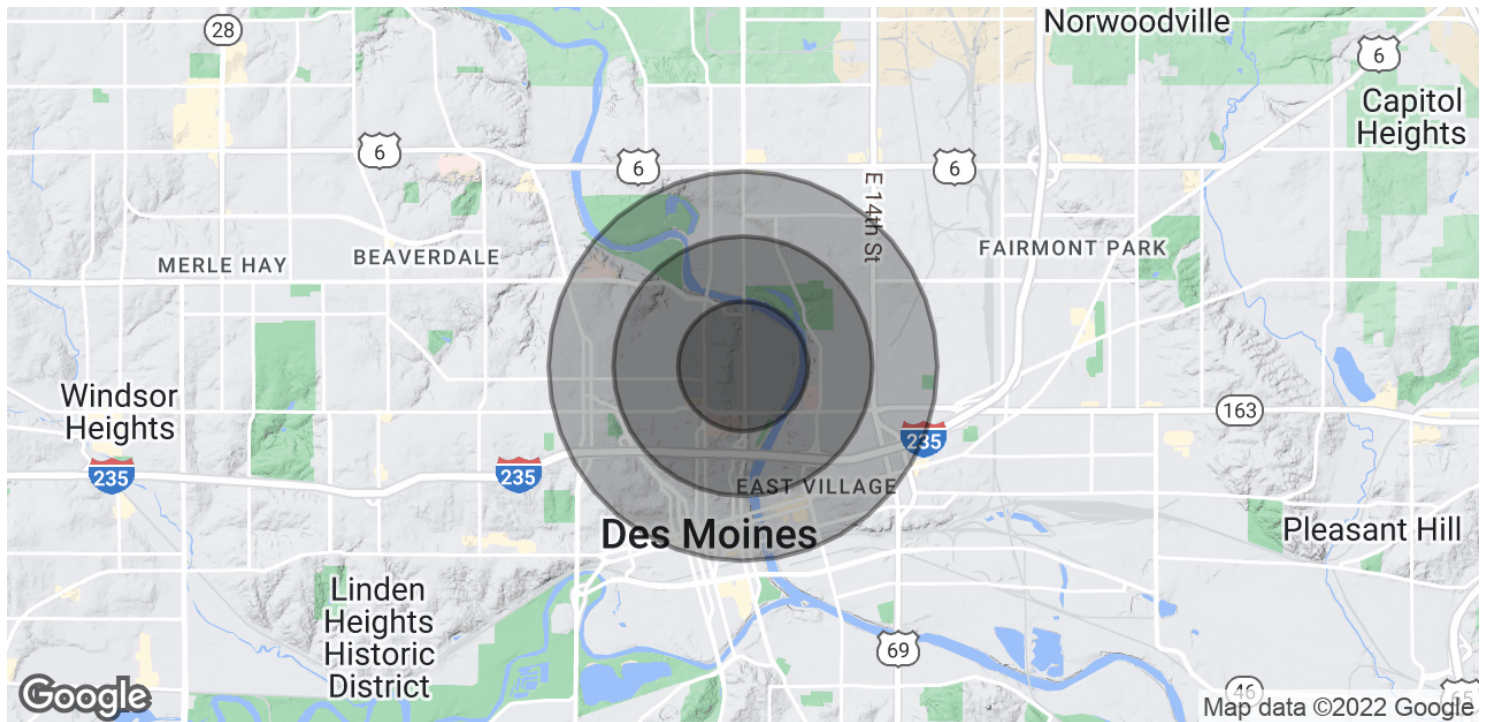 Norwoodville
28
6
Capitol
Heights
6
6
6
E 14th St
MERLE HAY
BEAVERDALE
FAIRMONT PARK
Windsor
Heights
163
235
235
235
EAST VILLAGE
Des Moines
Pleasant Hill
Linden
Heights
Historic
District
69
46
65
Google
Map data ©2022 Google